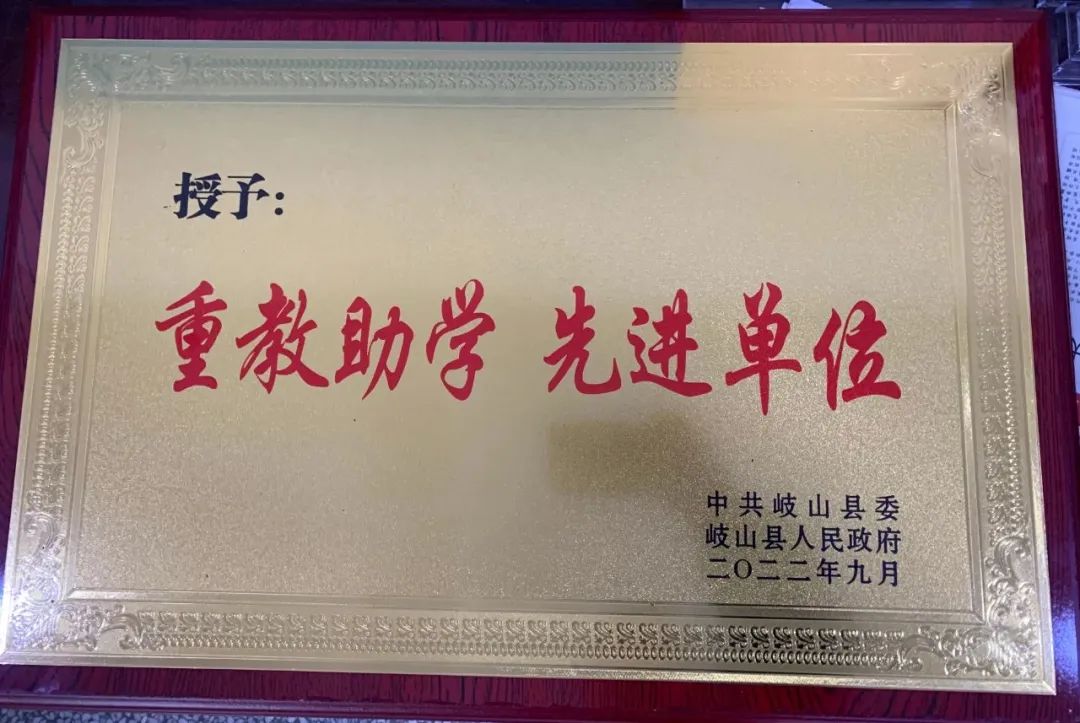 授予：
重教助学 先进单位
中共岐山县委
岐山县人民政府
二〇二二年九月